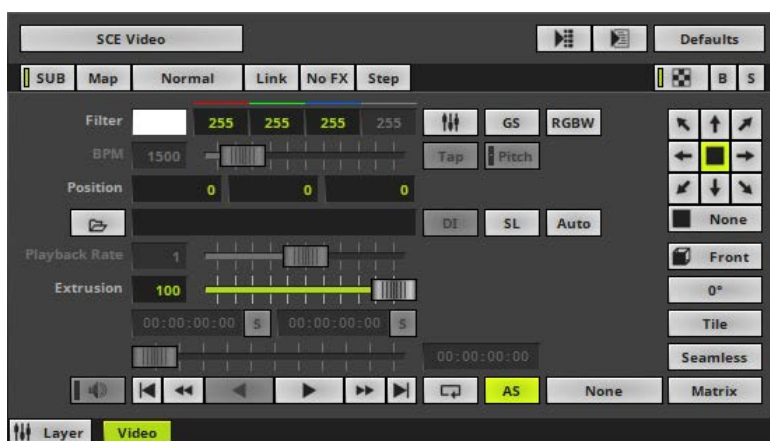 SCE Video Defaults
SUB Map Normal Link No FX Step B S
Filter 255 255 255 255 GS RGBW
BPM 1500 Tap Pitch
Position 0 0 0
DI SL Auto None
Playback Rate 1 Front
Extrusion 100 0°
00:00:00:00 S 00:00:00:00 S Tile
00:00:00:00 Seamless
AS None Matrix
Layer Video